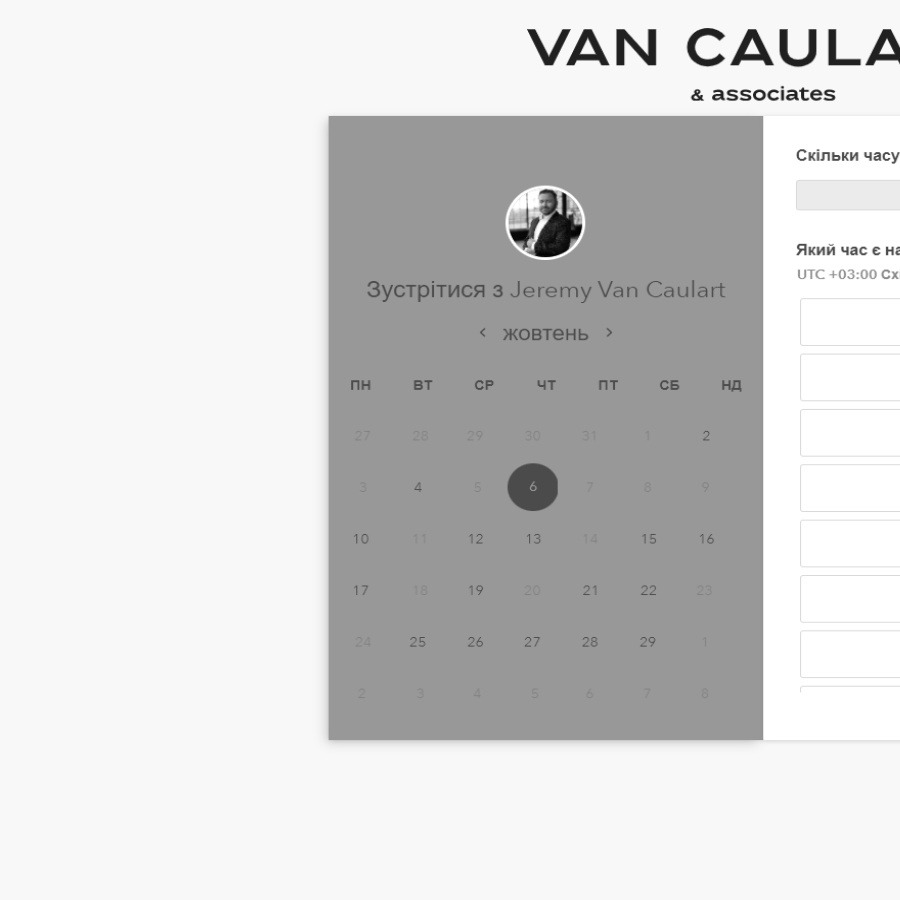 VAN CAULA
& associates
Скільки часу
Зустрітися з Jeremy Van Caulart
жовтень
ПН ВТ СР ЧТ ПТ СБ НД
27 28 29 30 31 1 2
3 4 5 6 7 8 9
10 11 12 13 14 15 16
17 18 19 20 21 22 23
24 25 26 27 28 29 1
2 3 4 5 6 7 8
Який час є на
UTC +03:00 Сх